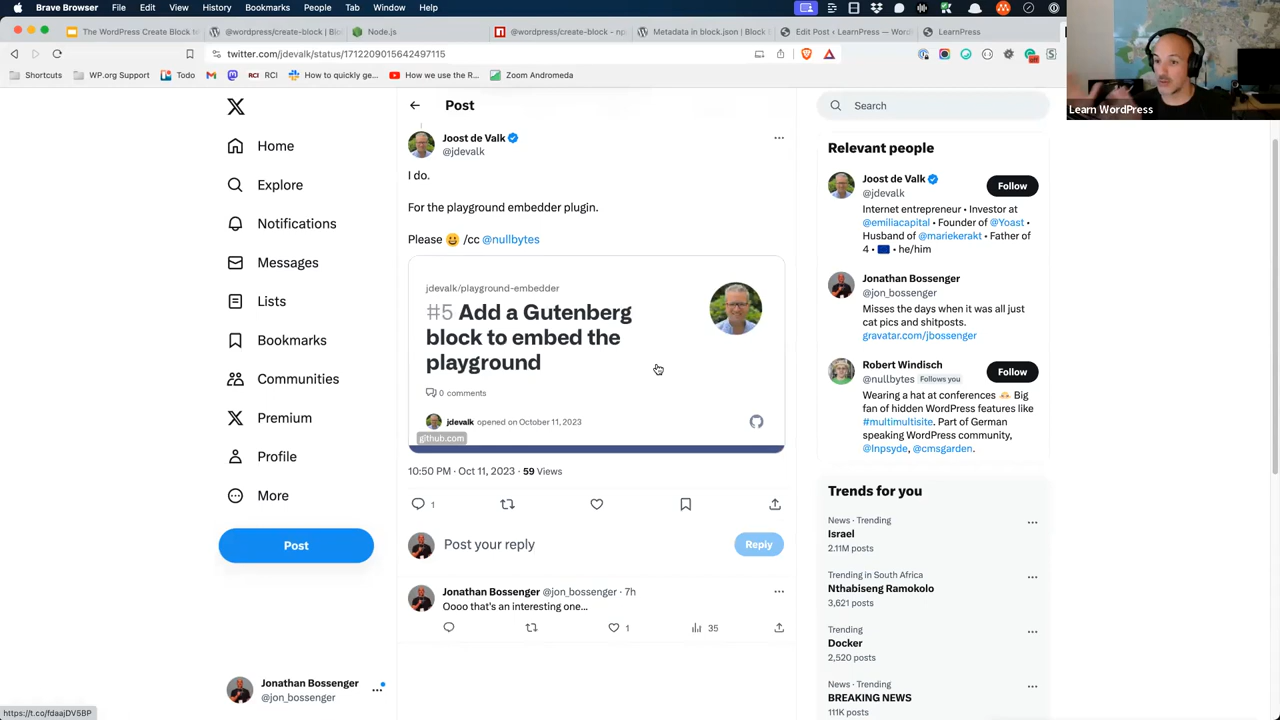 Brave Browser File Edit View History Bookmarks People Tab Window Help
The WordPress Create Block t
@wordpress/create-block | Blo
Node.js
@wordpress/create-block - np
Metadata in block.json | Block
Edit Post ‹ LearnPress — Word
LearnPress
twitter.com/jdevalk/status/1712209015642497115
Shortcuts
WP.org Support
Todo
RCI
How to quickly ge...
How we use the R...
Zoom Andromeda
Learn WordPress
Home
Explore
Notifications
Messages
Lists
Bookmarks
Communities
Premium
Profile
More
Post
Jonathan Bossenger
@jon_bossenger
https://t.co/fdaajDV5BP
Post
Joost de Valk
@jdevalk
I do.
For the playground embedder plugin.
Please 😀 /cc @nullbytes
jdevalk/playground-embedder
#5 Add a Gutenberg
block to embed the
playground
0 comments
jdevalk opened on October 11, 2023
github.com
10:50 PM · Oct 11, 2023 · 59 Views
1
Post your reply
Reply
Jonathan Bossenger @jon_bossenger · 7h
Oooo that's an interesting one...
1
35
Search
Relevant people
Joost de Valk
@jdevalk
Follow
Internet entrepreneur • Investor at
@emiliacapital • Founder of @Yoast •
Husband of @mariekerakt • Father of
4 • 🇪🇺 • he/him
Jonathan Bossenger
@jon_bossenger
Misses the days when it was all just
cat pics and shitposts.
gravatar.com/jbossenger
Robert Windisch
@nullbytes Follows you
Follow
Wearing a hat at conferences Big
fan of hidden WordPress features like
#multimultisite. Part of German
speaking WordPress community,
@Inpsyde, @cmsgarden.
Trends for you
News · Trending
Israel
2.11M posts
Trending in South Africa
Nthabiseng Ramokolo
3,621 posts
Trending
Docker
2,520 posts
News · Trending
BREAKING NEWS
111K posts